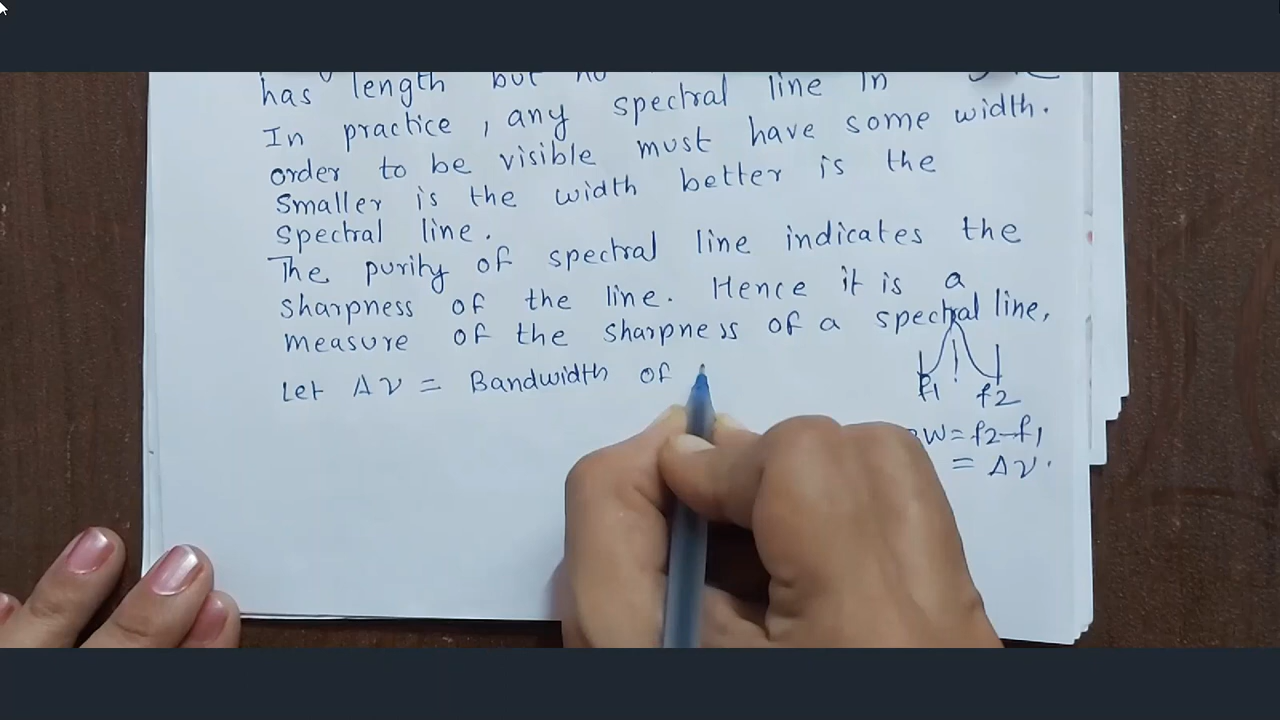 has length but no
In practice, any spectral line in
order to be visible must have some width.
Smaller is the width better is the
spectral line.
The purity of spectral line indicates the
sharpness of the line. Hence it is a
measure of the sharpness of a spectral line,
Let Δν = Bandwidth of
f1 f2
BW = f2-f1
= Δν.